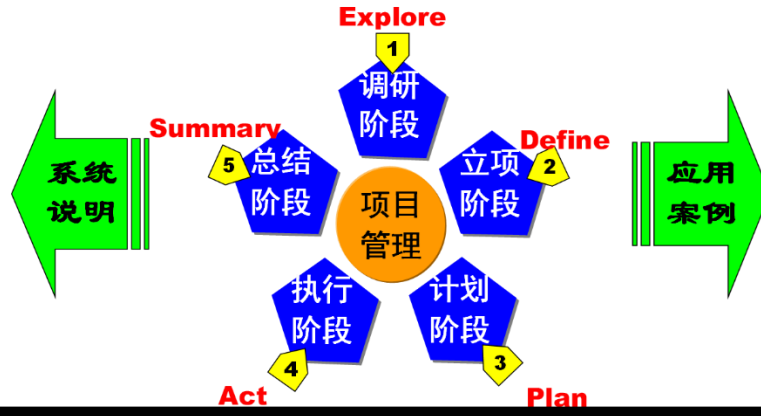 Explore
1
调研
阶段
Summary
5
总结
阶段
Define
2
立项
阶段
系统
说明
项目
管理
应用
案例
执行
阶段
4
Act
计划
阶段
3
Plan